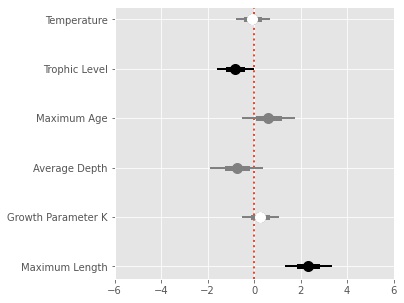 Temperature
Trophic Level
Maximum Age
Average Depth
Growth Parameter K
Maximum Length
−6 −4 −2 0 2 4 6